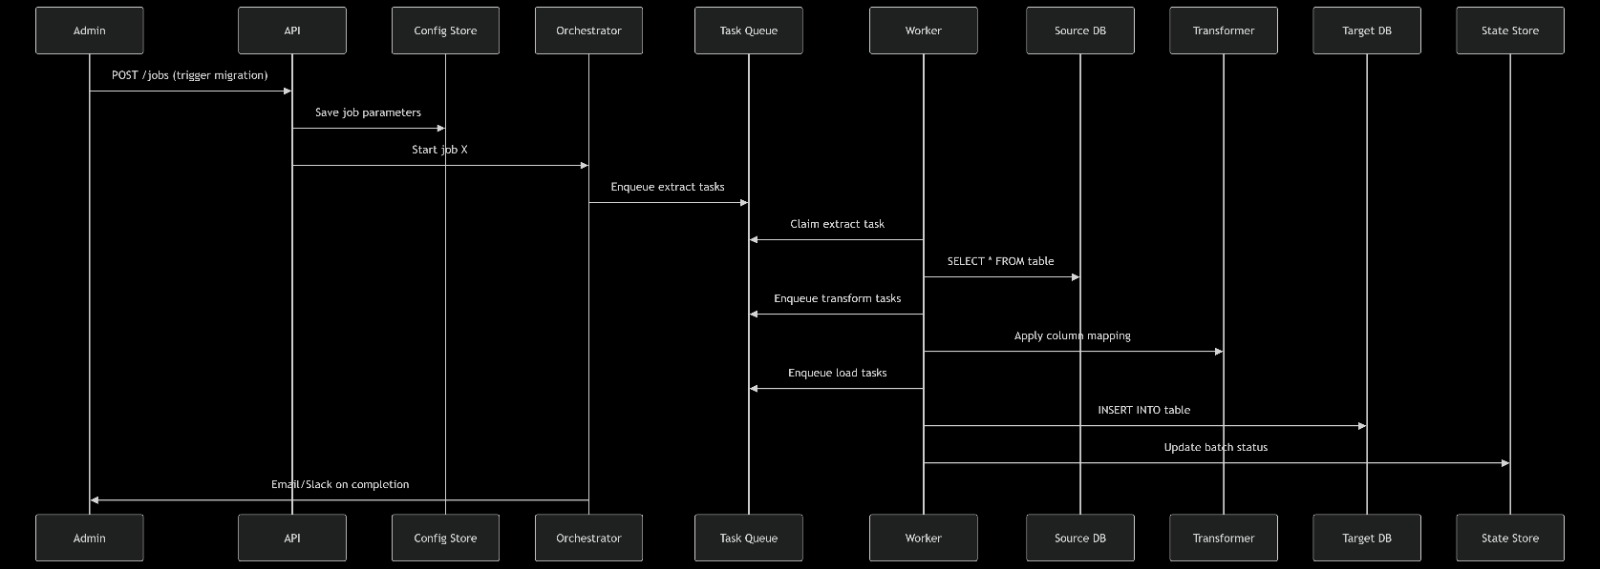 Admin
API
Config Store
Orchestrator
Task Queue
Worker
Source DB
Transformer
Target DB
State Store
POST /jobs (trigger migration)
Save job parameters
Start job X
Enqueue extract tasks
Claim extract task
SELECT * FROM table
Enqueue transform tasks
Apply column mapping
Enqueue load tasks
INSERT INTO table
Update batch status
Email/Slack on completion
Admin
API
Config Store
Orchestrator
Task Queue
Worker
Source DB
Transformer
Target DB
State Store